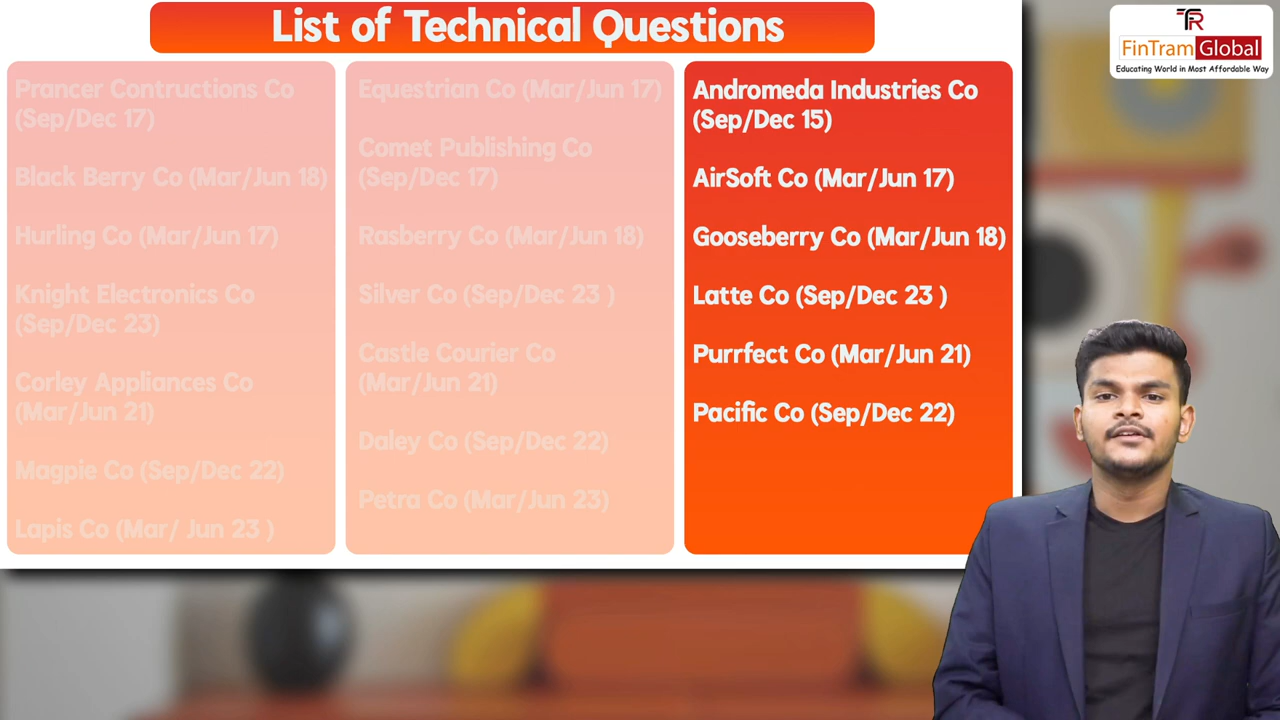 List of Technical Questions
Prancer Contructions Co
(Sep/Dec 17)
Black Berry Co (Mar/Jun 18)
Hurling Co (Mar/Jun 17)
Knight Electronics Co
(Sep/Dec 23)
Corley Appliances Co
(Mar/Jun 21)
Magpie Co (Sep/Dec 22)
Lapis Co (Mar/ Jun 23 )
Equestrian Co (Mar/Jun 17)
Comet Publishing Co
(Sep/Dec 17)
Rasberry Co (Mar/Jun 18)
Silver Co (Sep/Dec 23 )
Castle Courier Co
(Mar/Jun 21)
Daley Co (Sep/Dec 22)
Petra Co (Mar/Jun 23)
Andromeda Industries Co
(Sep/Dec 15)
AirSoft Co (Mar/Jun 17)
Gooseberry Co (Mar/Jun 18)
Latte Co (Sep/Dec 23 )
Purrfect Co (Mar/Jun 21)
Pacific Co (Sep/Dec 22)
FinTram Global
Educating World in Most Affordable Way